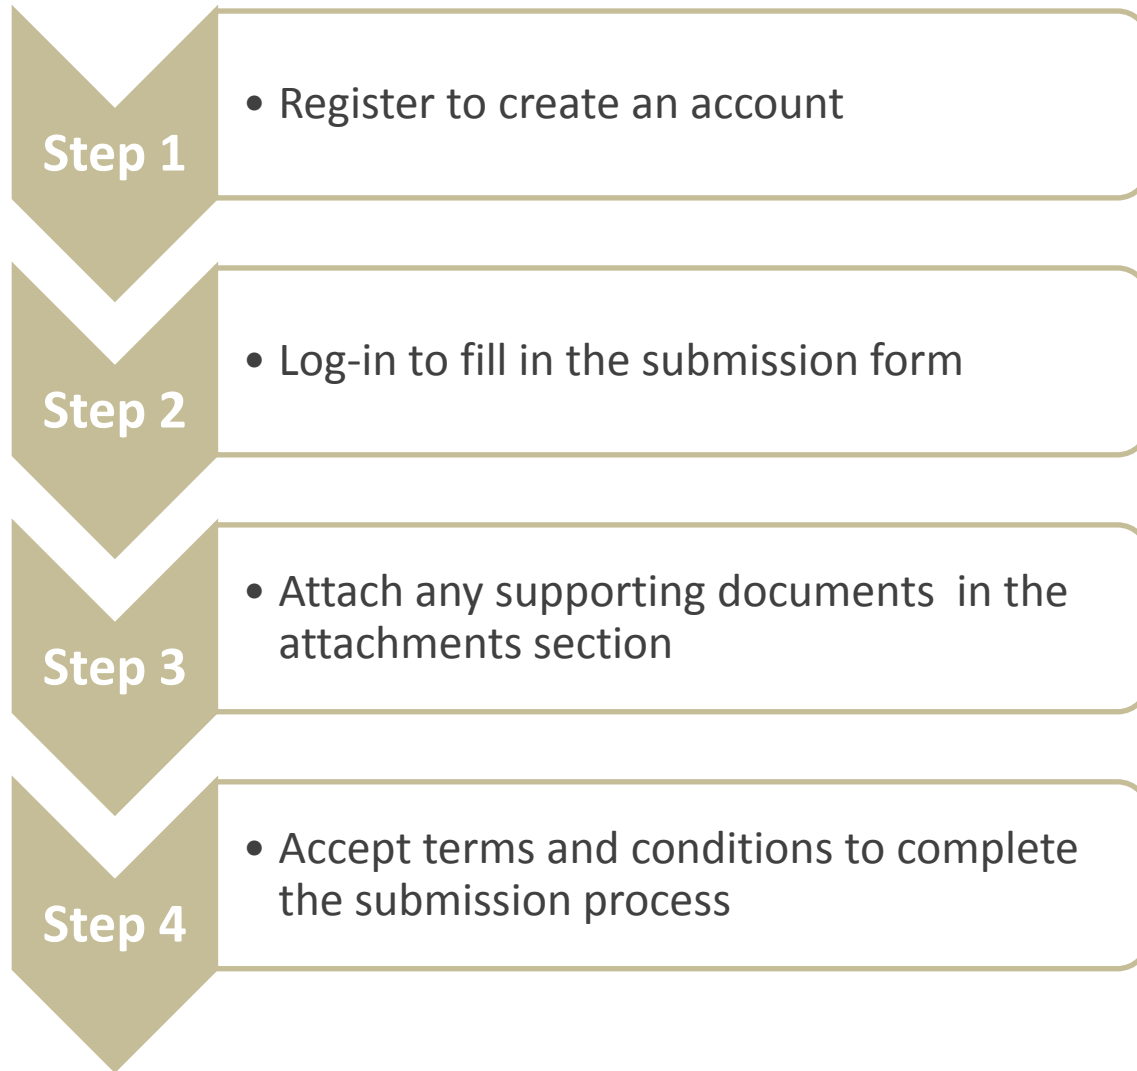 Step 1
• Register to create an account
Step 2
• Log-in to fill in the submission form
Step 3
• Attach any supporting documents  in the
attachments section
Step 4
• Accept terms and conditions to complete
the submission process